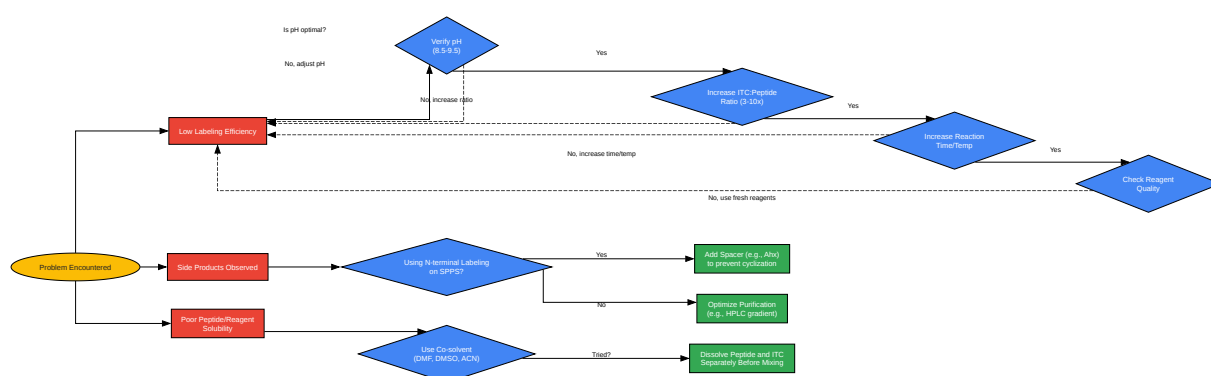 Is pH optimal?
No, adjust pH
Verify pH
(8.5-9.5)
Yes
No, increase ratio
Increase ITC:Peptide
Ratio (3-10x)
Yes
Low Labeling Efficiency
Increase Reaction
Time/Temp
No, increase time/temp
Yes
Check Reagent
Quality
No, use fresh reagents
Problem Encountered
Side Products Observed
Using N-terminal Labeling
on SPPS?
Yes
Add Spacer (e.g., Ahx)
to prevent cyclization
No
Optimize Purification
(e.g., HPLC gradient)
Poor Peptide/Reagent
Solubility
Use Co-solvent
(DMF, DMSO, ACN)
Tried?
Dissolve Peptide and ITC
Separately Before Mixing